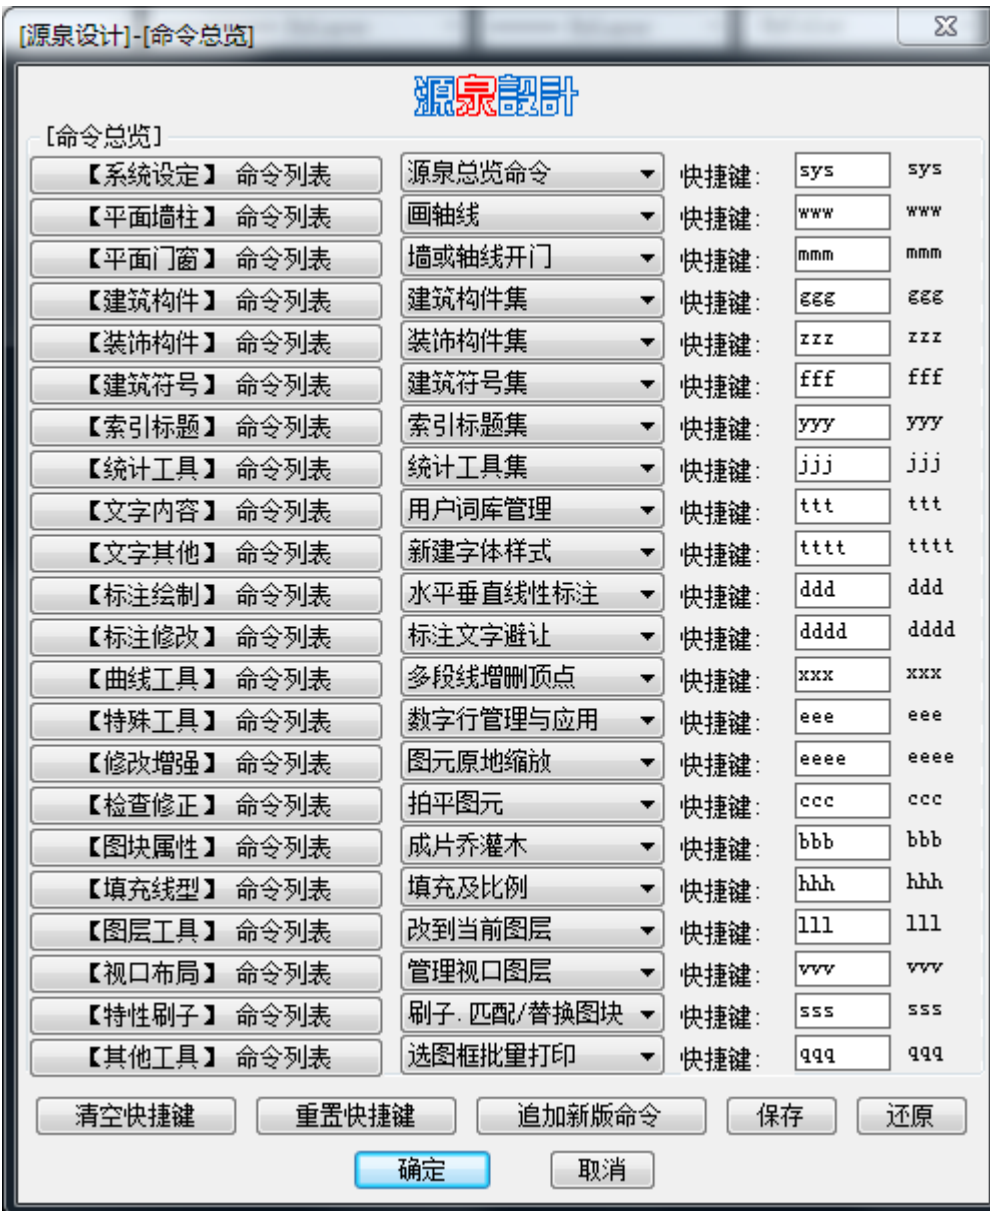 [源泉设计]-[命令总览]
源泉設計
[命令总览]
【系统设定】 命令列表 源泉总览命令 快捷键: sys sys
【平面墙柱】 命令列表 画轴线 快捷键: www www
【平面门窗】 命令列表 墙或轴线开门 快捷键: mmm mmm
【建筑构件】 命令列表 建筑构件集 快捷键: ggg ggg
【装饰构件】 命令列表 装饰构件集 快捷键: zzz zzz
【建筑符号】 命令列表 建筑符号集 快捷键: fff fff
【索引标题】 命令列表 索引标题集 快捷键: yyy yyy
【统计工具】 命令列表 统计工具集 快捷键: jjj jjj
【文字内容】 命令列表 用户词库管理 快捷键: ttt ttt
【文字其他】 命令列表 新建字体样式 快捷键: tttt tttt
【标注绘制】 命令列表 水平垂直线性标注 快捷键: ddd ddd
【标注修改】 命令列表 标注文字避让 快捷键: dddd dddd
【曲线工具】 命令列表 多段线增删顶点 快捷键: xxx xxx
【特殊工具】 命令列表 数字行管理与应用 快捷键: eee eee
【修改增强】 命令列表 图元原地缩放 快捷键: eeee eeee
【检查修正】 命令列表 拍平图元 快捷键: ccc ccc
【图块属性】 命令列表 成片乔灌木 快捷键: bbb bbb
【填充线型】 命令列表 填充及比例 快捷键: hhh hhh
【图层工具】 命令列表 改到当前图层 快捷键: lll lll
【视口布局】 命令列表 管理视口图层 快捷键: vvv vvv
【特性刷子】 命令列表 刷子.匹配/替换图块 快捷键: sss sss
【其他工具】 命令列表 选图框批量打印 快捷键: qqq qqq
清空快捷键 重置快捷键 追加新版命令 保存 还原
确定 取消